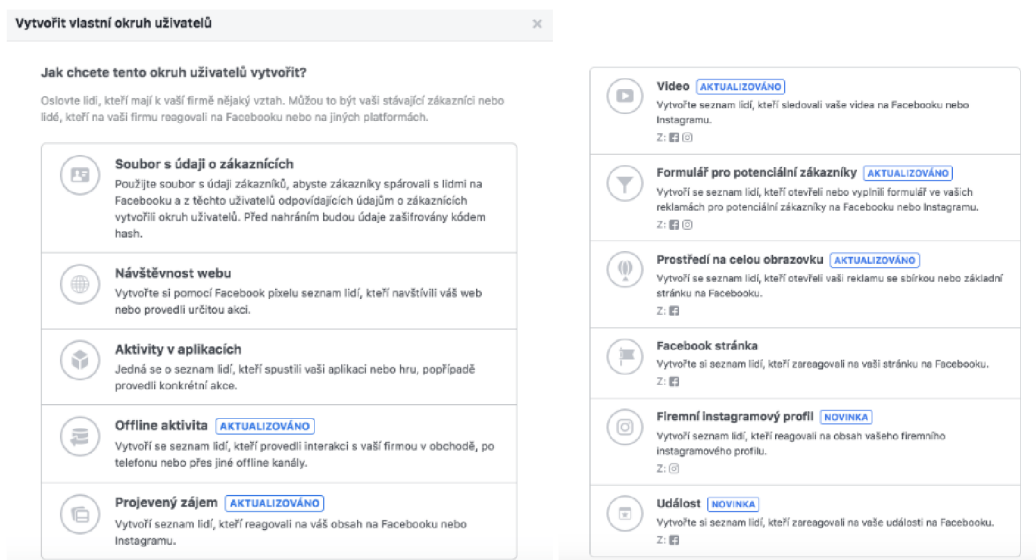 Vytvořit vlastní okruh uživatelů
Jak chcete tento okruh uživatelů vytvořit?
Oslovte lidi, kteří mají k vaší firmě nějaký vztah. Můžou to být vaši stávající zákazníci nebo
lidé, kteří na vaši firmu reagovali na Facebooku nebo na jiných platformách.
Soubor s údaji o zákaznících
Použijte soubor s údaji zákazníků, abyste zákazníky spárovali s lidmi na
Facebooku a z těchto uživatelů odpovídajících údajům o zákaznících
vytvořili okruh uživatelů. Před nahráním budou údaje zašifrovány kódem
hash.
Návštěvnost webu
Vytvořte si pomocí Facebook pixelu seznam lidí, kteří navštívili váš web
nebo provedli určitou akci.
Aktivity v aplikacích
Jedná se o seznam lidí, kteří spustili vaši aplikaci nebo hru, popřípadě
provedli konkrétní akce.
Offline aktivita AKTUALIZOVÁNO
Vytvoří se seznam lidí, kteří provedli interakci s vaší firmou v obchodě, po
telefonu nebo přes jiné offline kanály.
Projevený zájem AKTUALIZOVÁNO
Vytvoří seznam lidí, kteří reagovali na váš obsah na Facebooku nebo
Instagramu.
Video AKTUALIZOVÁNO
Vytvořte seznam lidí, kteří sledovali vaše videa na Facebooku nebo
Instagramu.
Z:
Formulář pro potenciální zákazníky AKTUALIZOVÁNO
Vytvoří se seznam lidí, kteří otevřeli nebo vyplnili formulář ve vašich
reklamách pro potenciální zákazníky na Facebooku nebo Instagramu.
Z:
Prostředí na celou obrazovku AKTUALIZOVÁNO
Vytvoří se seznam lidí, kteří otevřeli vaši reklamu se sbírkou nebo základní
stránku na Facebooku.
Z:
Facebook stránka
Vytvořte si seznam lidí, kteří zareagovali na vaši stránku na Facebooku.
Z:
Firemní instagramový profil NOVINKA
Vytvoří seznam lidí, kteří reagovali na obsah vašeho firemního
instagramového profilu.
Z:
Událost NOVINKA
Vytvořte si seznam lidí, kteří zareagovali na vaše události na Facebooku.
Z: